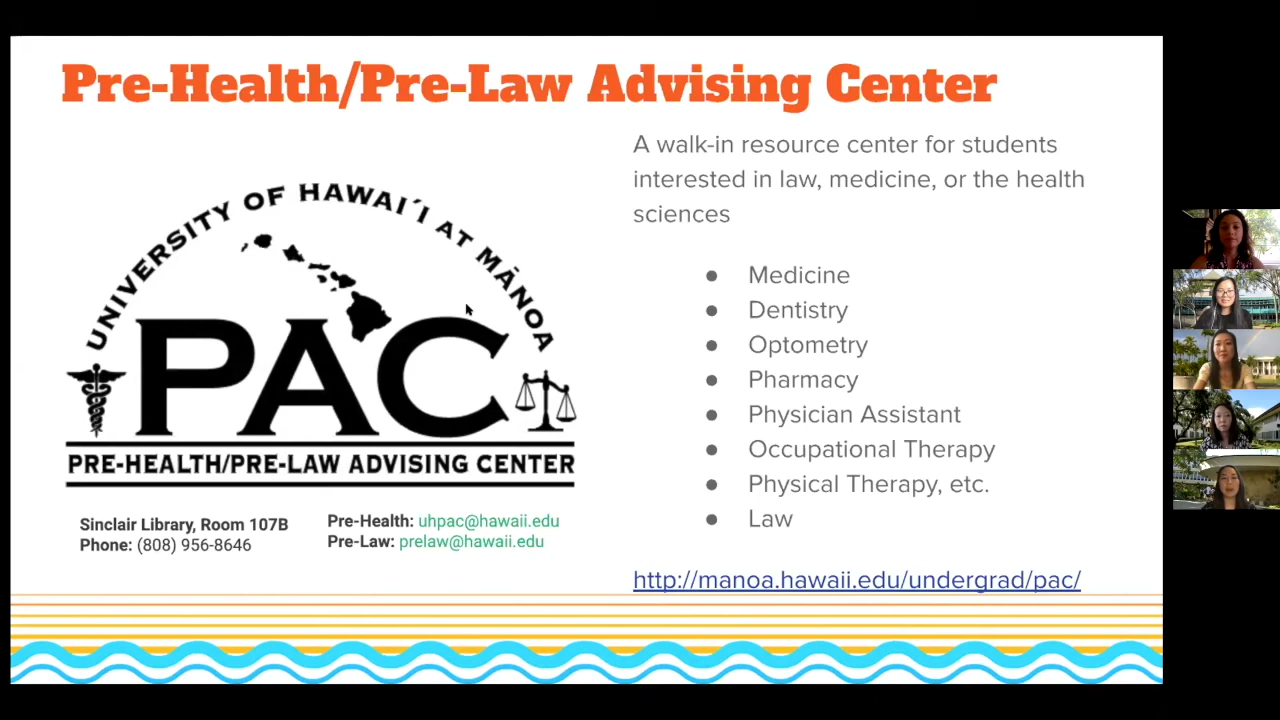 Pre-Health/Pre-Law Advising Center
UNIVERSITY OF HAWAI´I AT MĀNOA
PAC
PRE-HEALTH/PRE-LAW ADVISING CENTER
Sinclair Library, Room 107B
Phone: (808) 956-8646
Pre-Health: uhpac@hawaii.edu
Pre-Law: prelaw@hawaii.edu
A walk-in resource center for students
interested in law, medicine, or the health
sciences
● Medicine
● Dentistry
● Optometry
● Pharmacy
● Physician Assistant
● Occupational Therapy
● Physical Therapy, etc.
● Law
http://manoa.hawaii.edu/undergrad/pac/